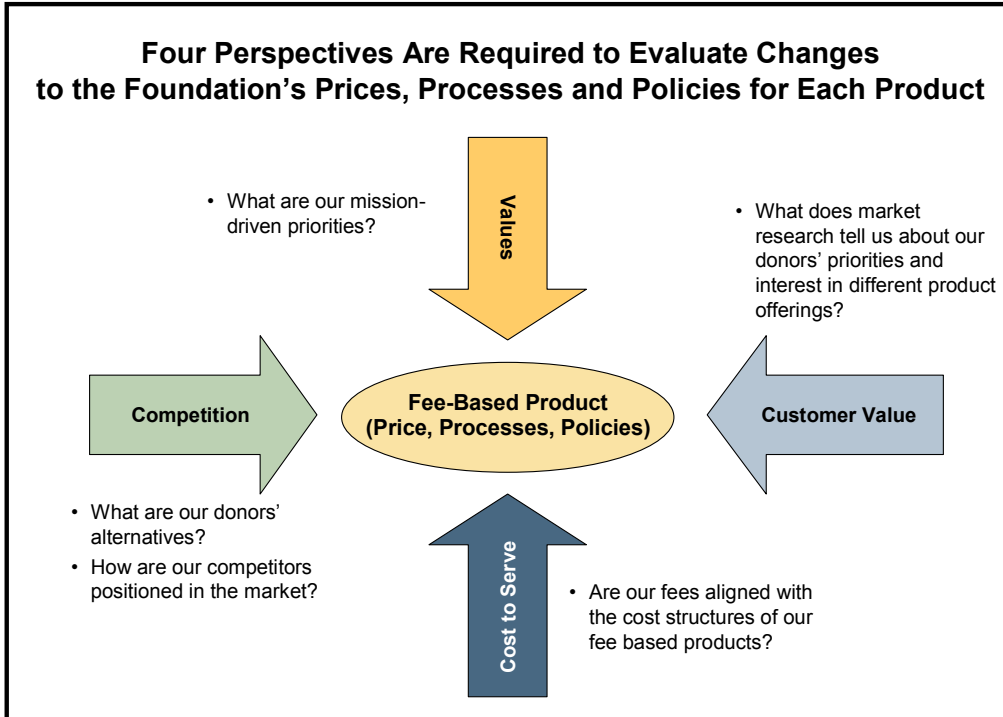 Four Perspectives Are Required to Evaluate Changes
to the Foundation's Prices, Processes and Policies for Each Product
• What are our mission-
driven priorities?
Values
• What does market
research tell us about our
donors' priorities and
interest in different product
offerings?
Competition
Fee-Based Product
(Price, Processes, Policies)
Customer Value
• What are our donors'
alternatives?
• How are our competitors
positioned in the market?
Cost to Serve
• Are our fees aligned with
the cost structures of our
fee based products?